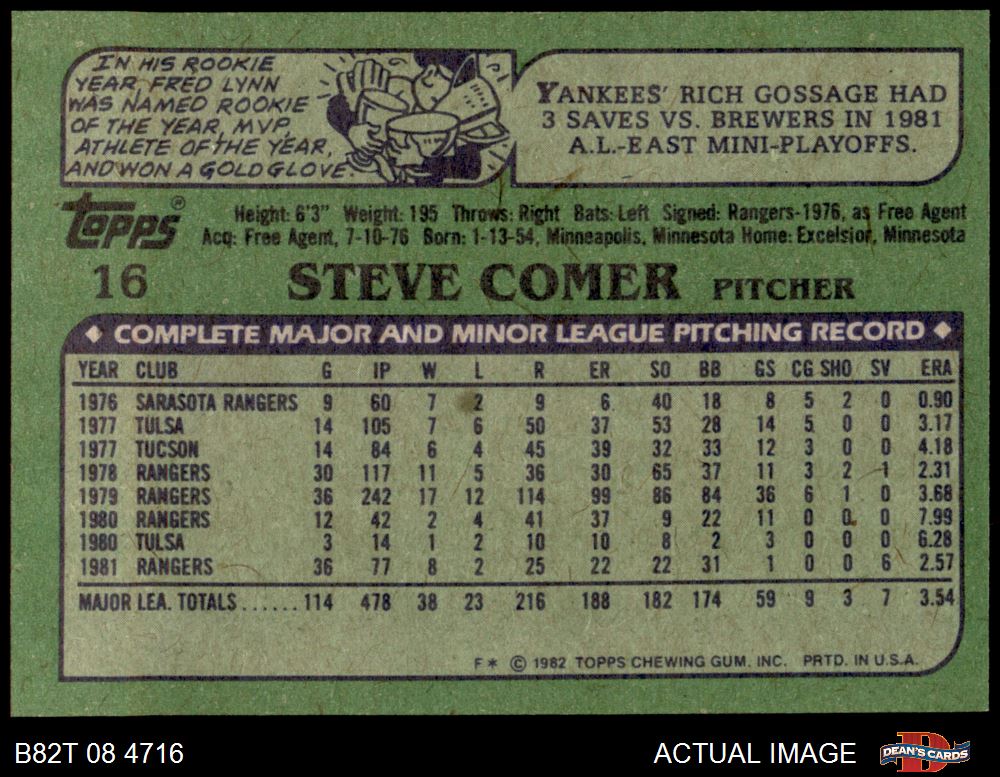 IN HIS ROOKIE
YEAR, FRED LYNN
WAS NAMED ROOKIE
OF THE YEAR, MVP,
ATHLETE OF THE YEAR,
AND WON A GOLD GLOVE.
YANKEES' RICH GOSSAGE HAD
3 SAVES VS. BREWERS IN 1981
A.L.-EAST MINI-PLAYOFFS.
TOPPS®
Height: 6'3" Weight: 195 Throws: Right Bats: Left Signed: Rangers-1976, as Free Agent
Acq: Free Agent, 7-10-76 Born: 1-13-54, Minneapolis, Minnesota Home: Excelsior, Minnesota
16 STEVE COMER PITCHER
◆ COMPLETE MAJOR AND MINOR LEAGUE PITCHING RECORD ◆
YEAR CLUB G IP W L R ER SO BB GS CG SHO SV ERA
1976 SARASOTA RANGERS 9 60 7 2 9 6 40 18 8 5 2 0 0.90
1977 TULSA 14 105 7 6 50 37 53 28 14 5 0 0 3.17
1977 TUCSON 14 84 6 4 45 39 32 33 12 3 0 0 4.18
1978 RANGERS 30 117 11 5 36 30 65 37 11 3 2 1 2.31
1979 RANGERS 36 242 17 12 114 99 86 84 36 6 1 0 3.68
1980 RANGERS 12 42 2 4 41 37 9 22 11 0 0 0 7.99
1980 TULSA 3 14 1 2 10 10 8 2 3 0 0 0 6.28
1981 RANGERS 36 77 8 2 25 22 22 31 1 0 0 6 2.57
MAJOR LEA. TOTALS...... 114 478 38 23 216 188 182 174 59 9 3 7 3.54
F* © 1982 TOPPS CHEWING GUM, INC. PRTD. IN U.S.A.
B82T 08 4716 ACTUAL IMAGE D DEAN'S CARDS